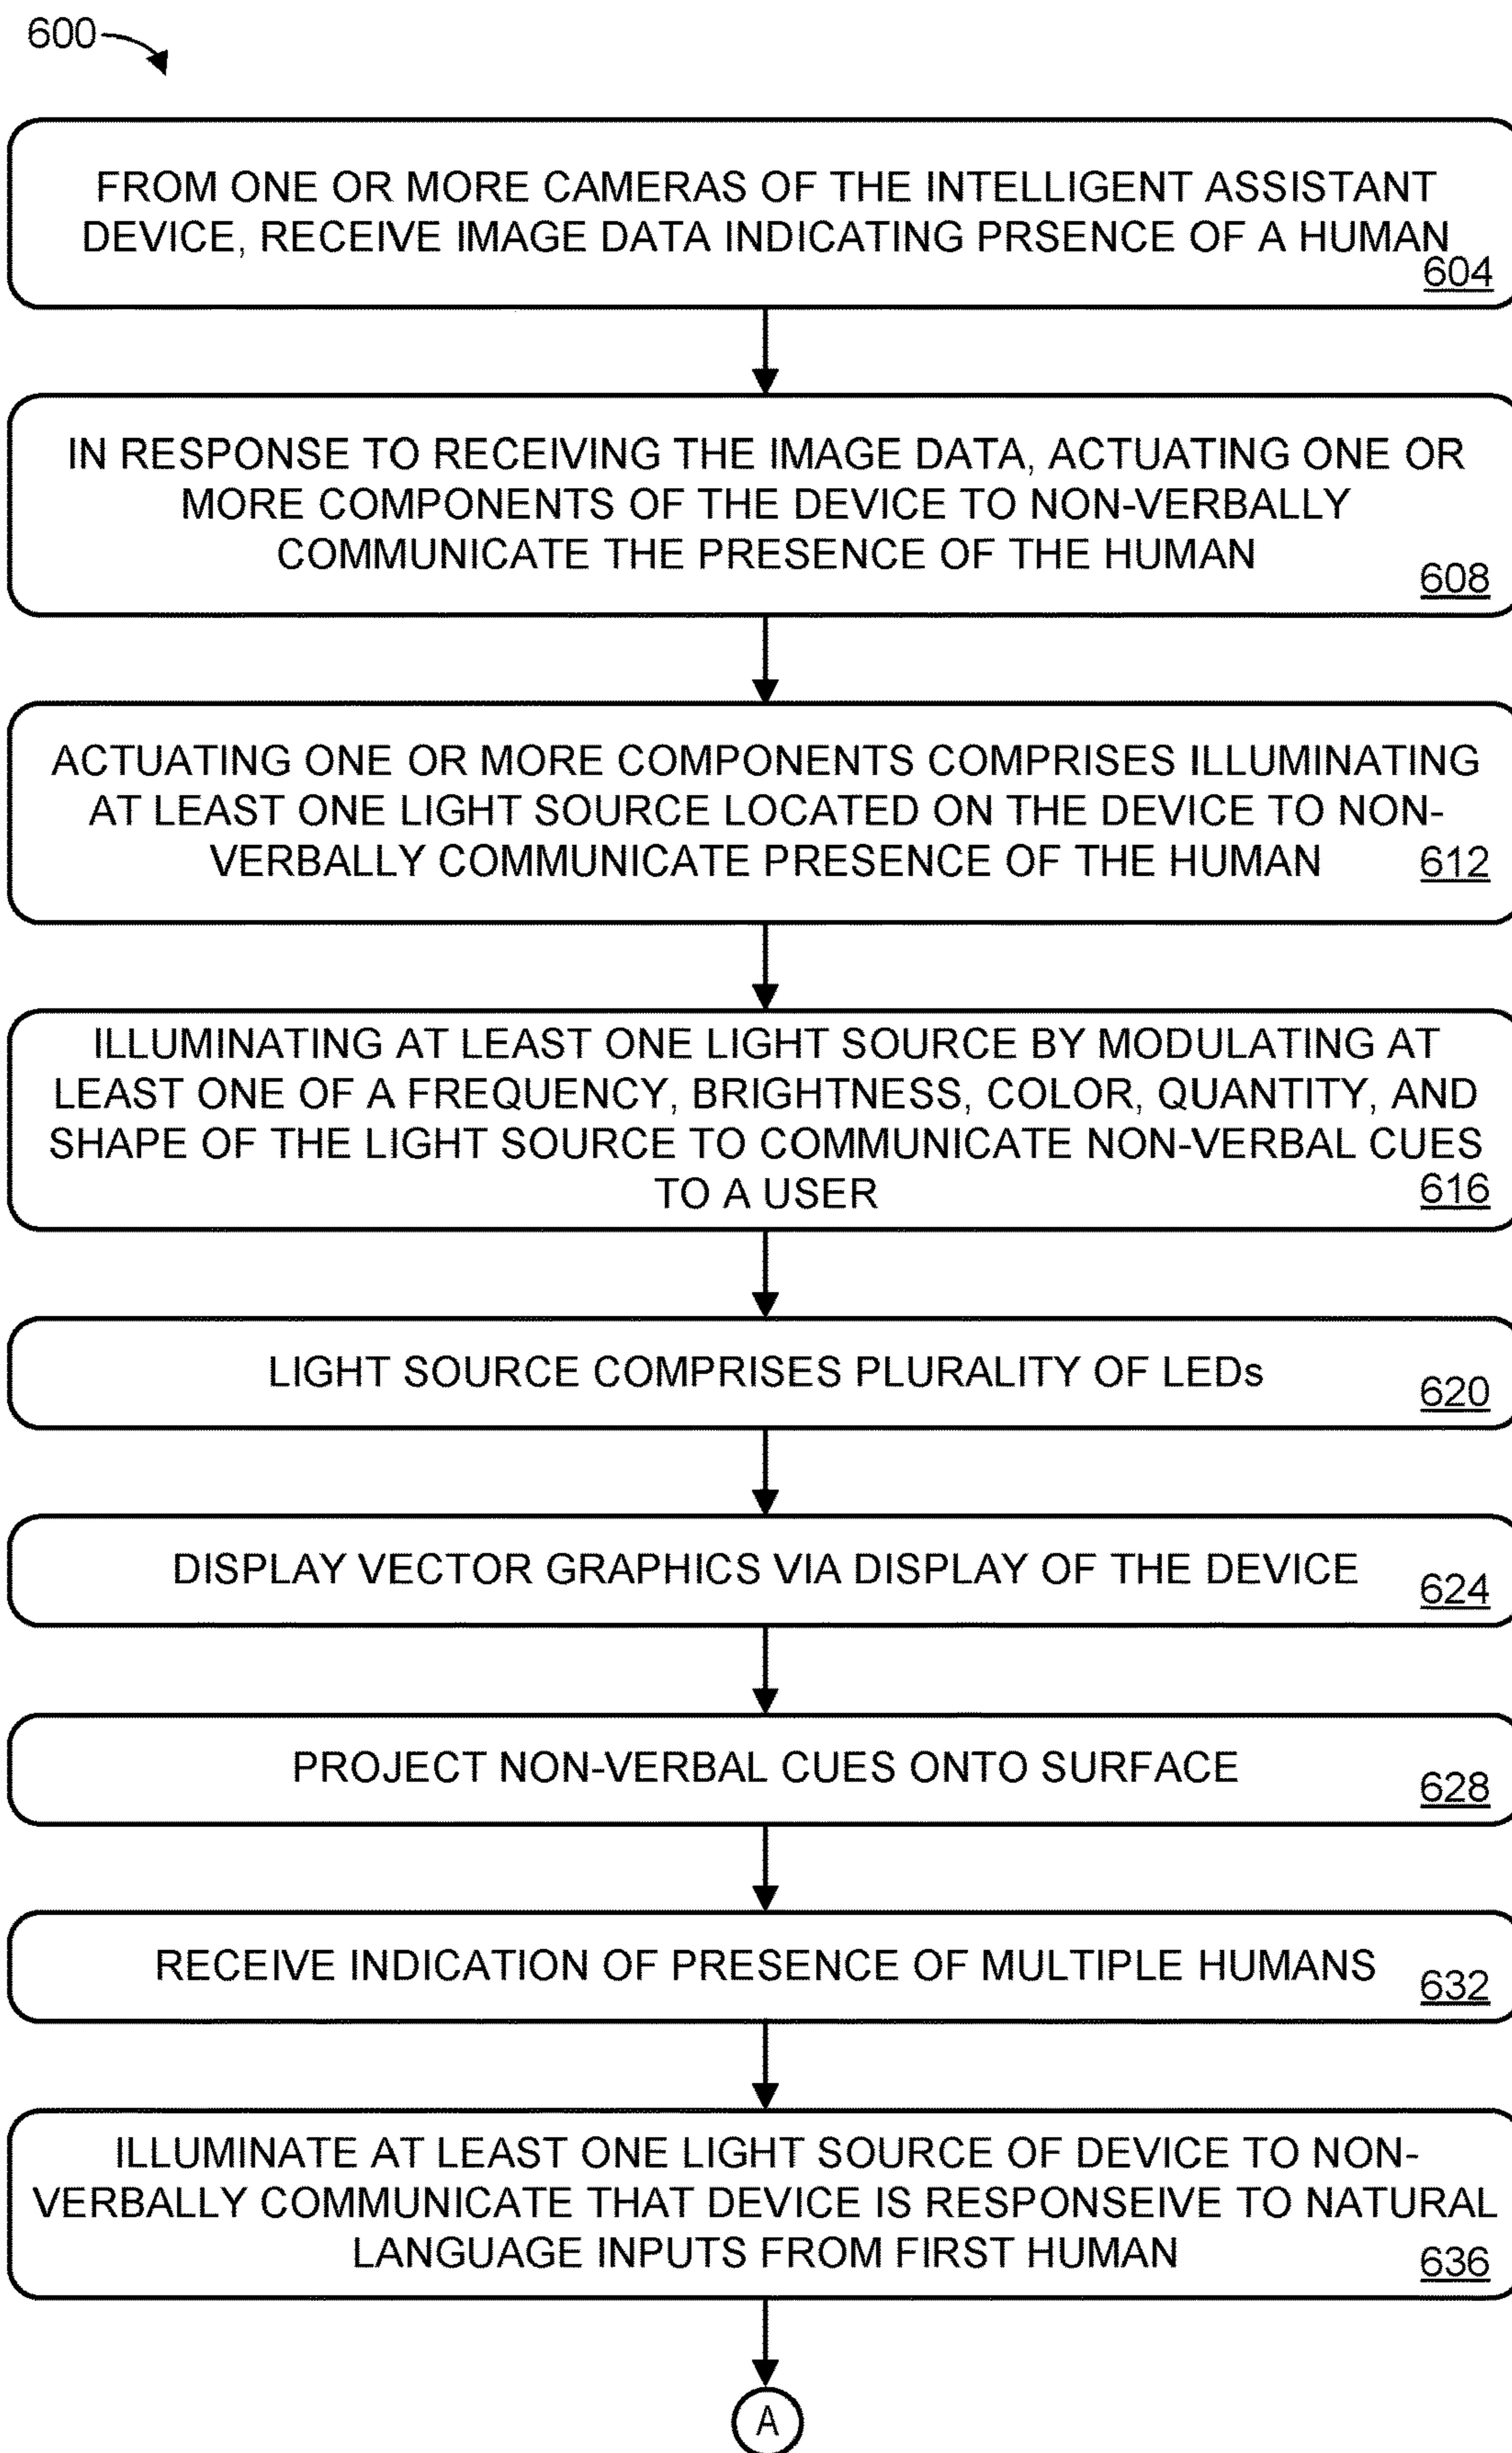 600
FROM ONE OR MORE CAMERAS OF THE INTELLIGENT ASSISTANT
DEVICE, RECEIVE IMAGE DATA INDICATING PRSENCE OF A HUMAN
604
IN RESPONSE TO RECEIVING THE IMAGE DATA, ACTUATING ONE OR
MORE COMPONENTS OF THE DEVICE TO NON-VERBALLY
COMMUNICATE THE PRESENCE OF THE HUMAN
608
ACTUATING ONE OR MORE COMPONENTS COMPRISES ILLUMINATING
AT LEAST ONE LIGHT SOURCE LOCATED ON THE DEVICE TO NON-
VERBALLY COMMUNICATE PRESENCE OF THE HUMAN
612
ILLUMINATING AT LEAST ONE LIGHT SOURCE BY MODULATING AT
LEAST ONE OF A FREQUENCY, BRIGHTNESS, COLOR, QUANTITY, AND
SHAPE OF THE LIGHT SOURCE TO COMMUNICATE NON-VERBAL CUES
TO A USER
616
LIGHT SOURCE COMPRISES PLURALITY OF LEDs
620
DISPLAY VECTOR GRAPHICS VIA DISPLAY OF THE DEVICE
624
PROJECT NON-VERBAL CUES ONTO SURFACE
628
RECEIVE INDICATION OF PRESENCE OF MULTIPLE HUMANS
632
ILLUMINATE AT LEAST ONE LIGHT SOURCE OF DEVICE TO NON-
VERBALLY COMMUNICATE THAT DEVICE IS RESPONSEIVE TO NATURAL
LANGUAGE INPUTS FROM FIRST HUMAN
636
A